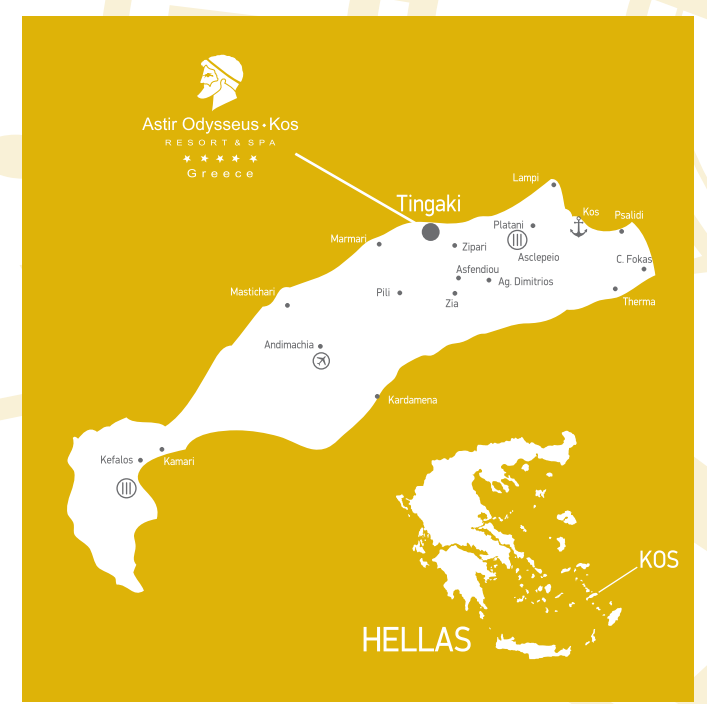 Astir Odysseus • Kos
RESORT & SPA
Greece
Tingaki
Lampi
Kos
Psalidi
Platani
Marmari
Zipari
Asclepeio
C. Fokas
Asfendiou
Ag. Dimitrios
Mastichari
Pili
Zia
Therma
Andimachia
Kardamena
Kefalos
Kamari
KOS
HELLAS